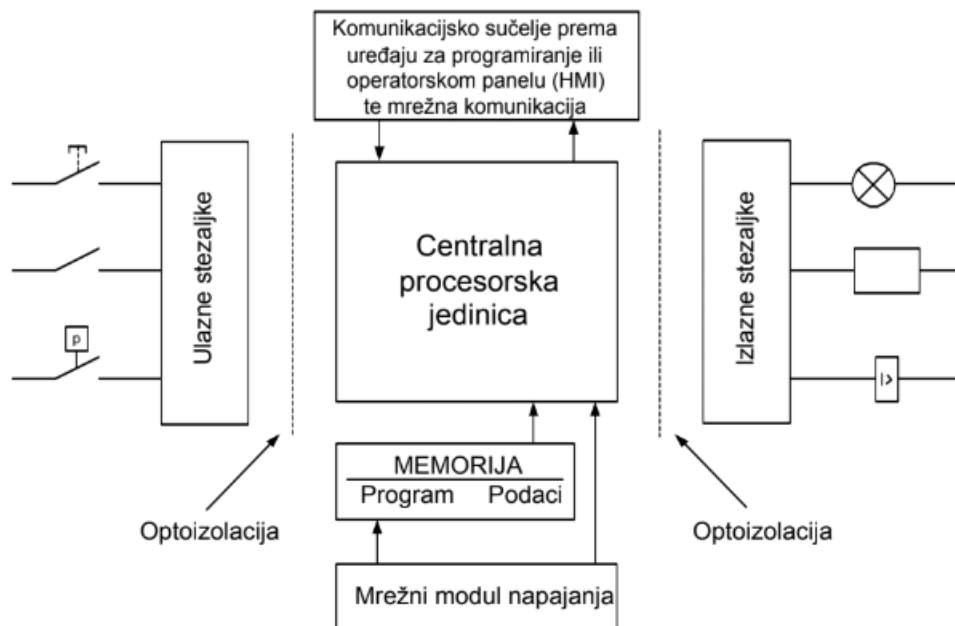 Komunikacijsko sučelje prema
uređaju za programiranje ili
operatorskom panelu (HMI)
te mrežna komunikacija
Ulazne stezaljke
p
Centralna
procesorska
jedinica
Izlazne stezaljke
MEMORIJA
Program Podaci
Optoizolacija
Optoizolacija
Mrežni modul napajanja